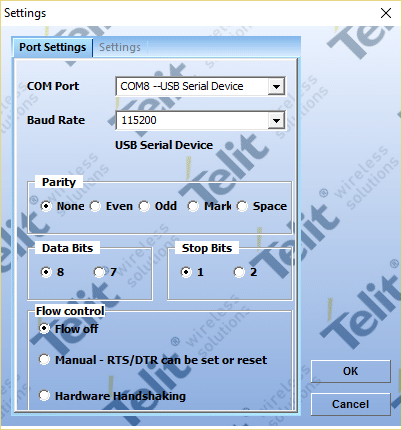 Settings
Port Settings Settings
COM Port COM8 --USB Serial Device
Baud Rate 115200
USB Serial Device
Parity
None Even Odd Mark Space
Data Bits Stop Bits
8 7 1 2
Flow control
Flow off
Manual - RTS/DTR can be set or reset
Hardware Handshaking
OK
Cancel
Telit wireless solutions